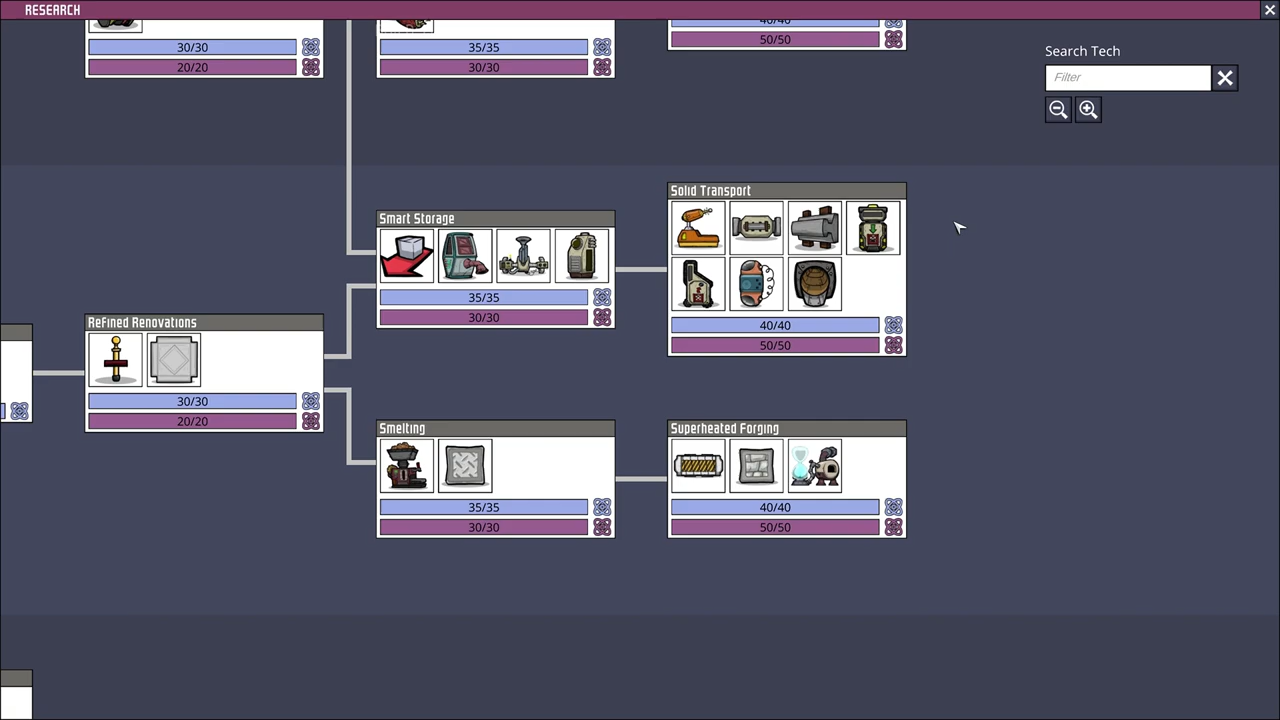 RESEARCH
Search Tech
Filter
30/30
20/20
35/35
30/30
40/40
50/50
Solid Transport
40/40
50/50
Smart Storage
35/35
30/30
Refined Renovations
30/30
20/20
Smelting
35/35
30/30
Superheated Forging
40/40
50/50